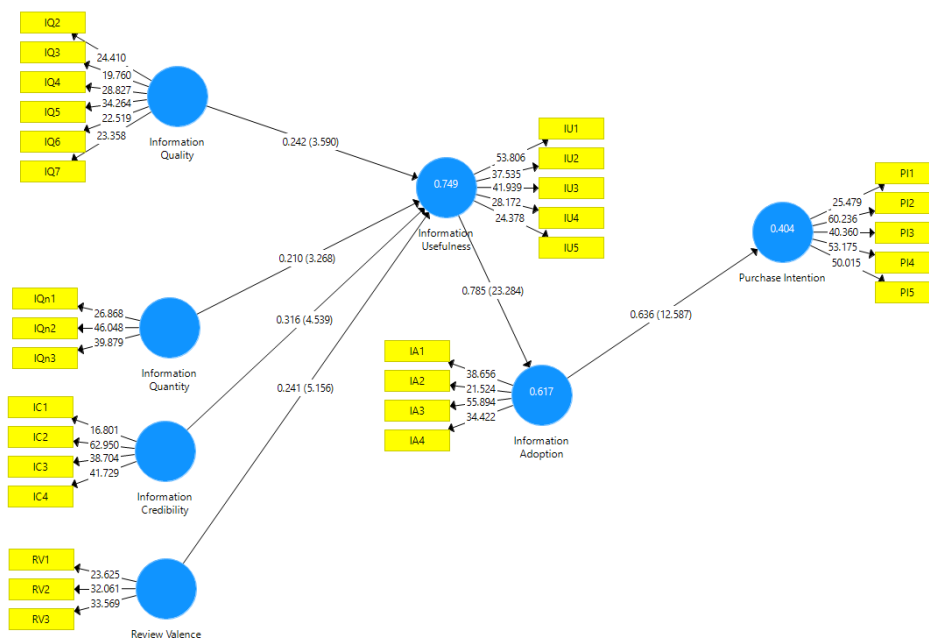 IQ2
IQ3
IQ4
IQ5
IQ6
IQ7
24.410
19.760
28.827
34.264
22.519
23.358
Information
Quality
0.242 (3.590)
IQn1
IQn2
IQn3
26.868
46.048
39.879
Information
Quantity
0.210 (3.268)
IC1
IC2
IC3
IC4
16.801
62.950
38.704
41.729
Information
Credibility
0.316 (4.539)
RV1
RV2
RV3
23.625
32.061
33.569
Review Valence
0.241 (5.156)
0.749
Information
Usefulness
53.806
37.535
41.939
28.172
24.378
IU1
IU2
IU3
IU4
IU5
0.785 (23.284)
IA1
IA2
IA3
IA4
38.656
21.524
55.894
34.422
0.617
Information
Adoption
0.636 (12.587)
0.404
Purchase Intention
25.479
60.236
40.360
53.175
50.015
PI1
PI2
PI3
PI4
PI5